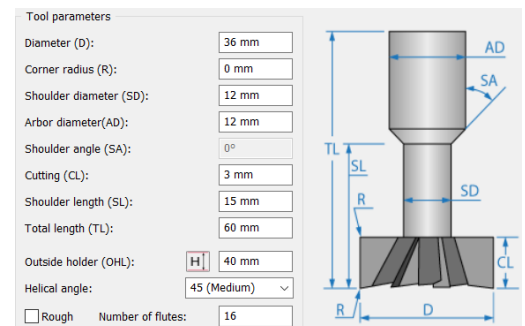 Tool parameters
Diameter (D): 36 mm
Corner radius (R): 0 mm
Shoulder diameter (SD): 12 mm
Arbor diameter(AD): 12 mm
Shoulder angle (SA): 0°
Cutting (CL): 3 mm
Shoulder length (SL): 15 mm
Total length (TL): 60 mm
Outside holder (OHL): H 40 mm
Helical angle: 45 (Medium)
Rough Number of flutes: 16
AD
SA
TL
SL
R
SD
CL
R
D